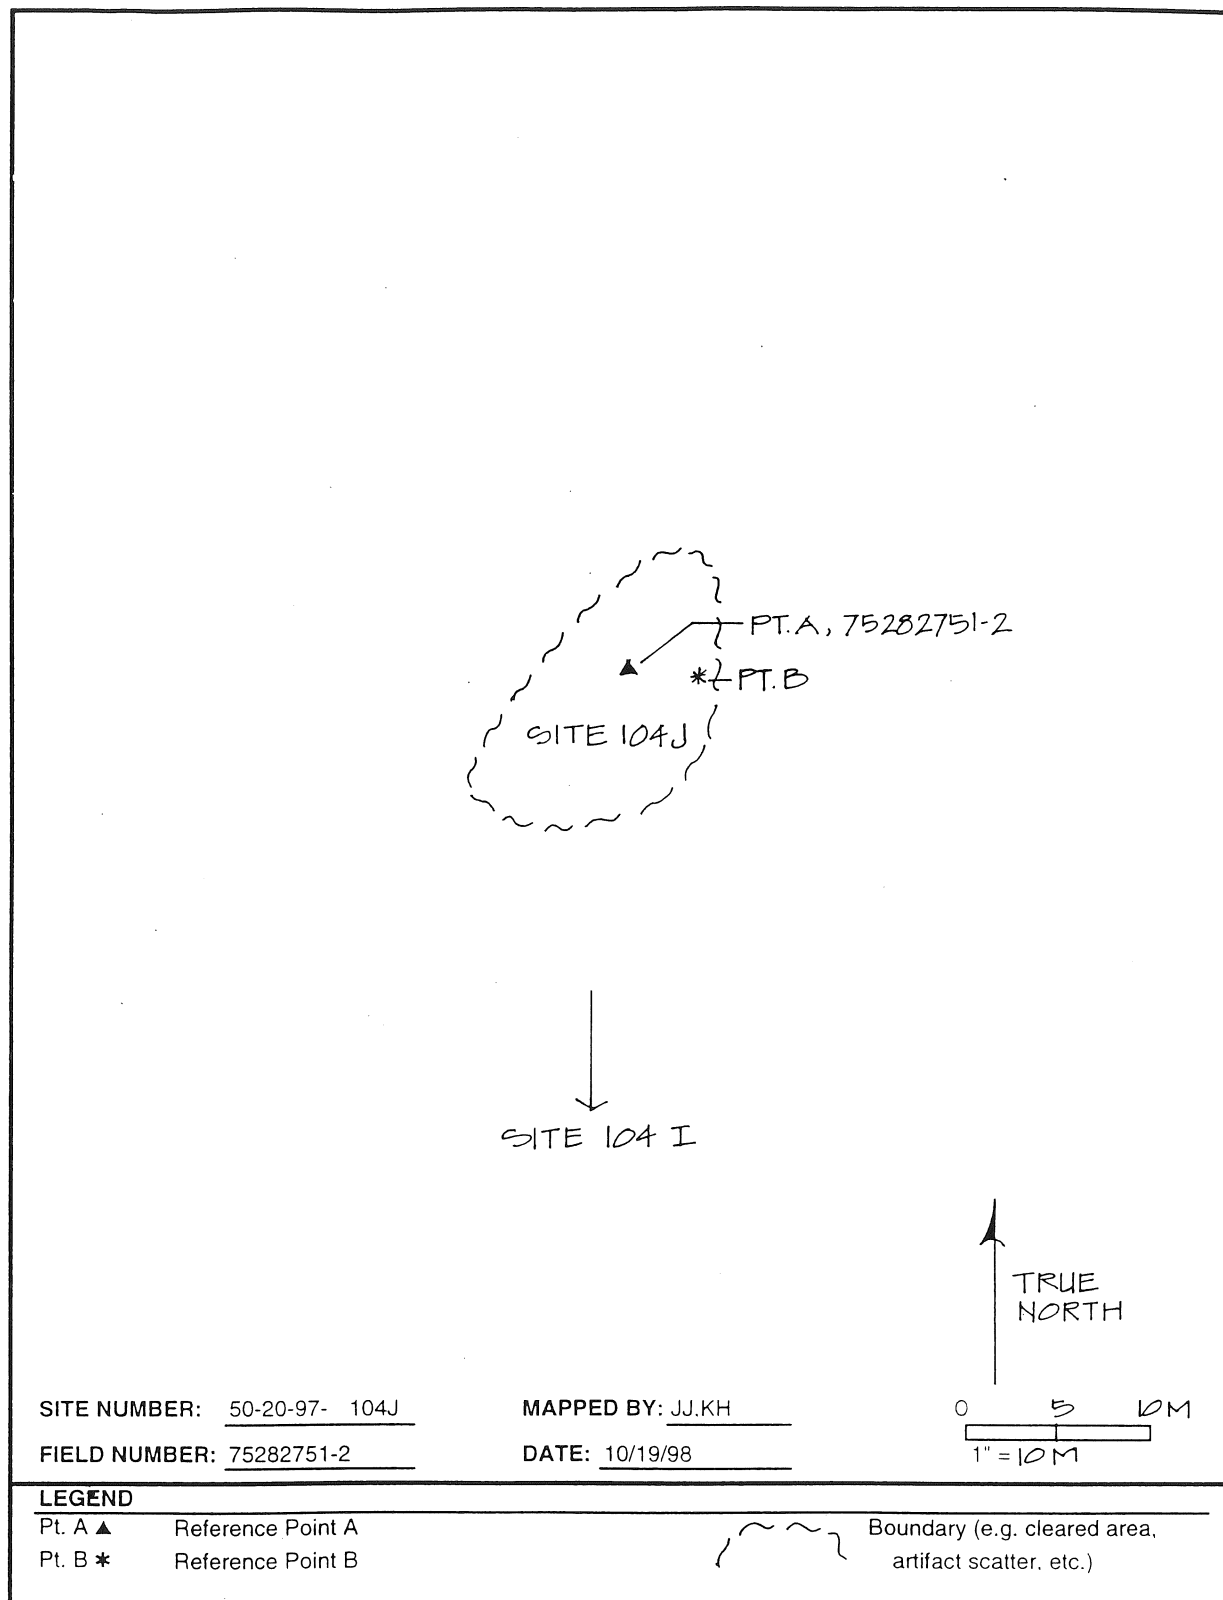 PT.A, 75282751-2
PT.B
SITE 104J
SITE 104 I
TRUE
NORTH
SITE NUMBER: 50-20-97- 104J
MAPPED BY: JJ.KH
0 5 10M
FIELD NUMBER: 75282751-2
DATE: 10/19/98
1" = 10M
LEGEND
Pt. A ▲ Reference Point A
Pt. B * Reference Point B
Boundary (e.g. cleared area,
artifact scatter, etc.)